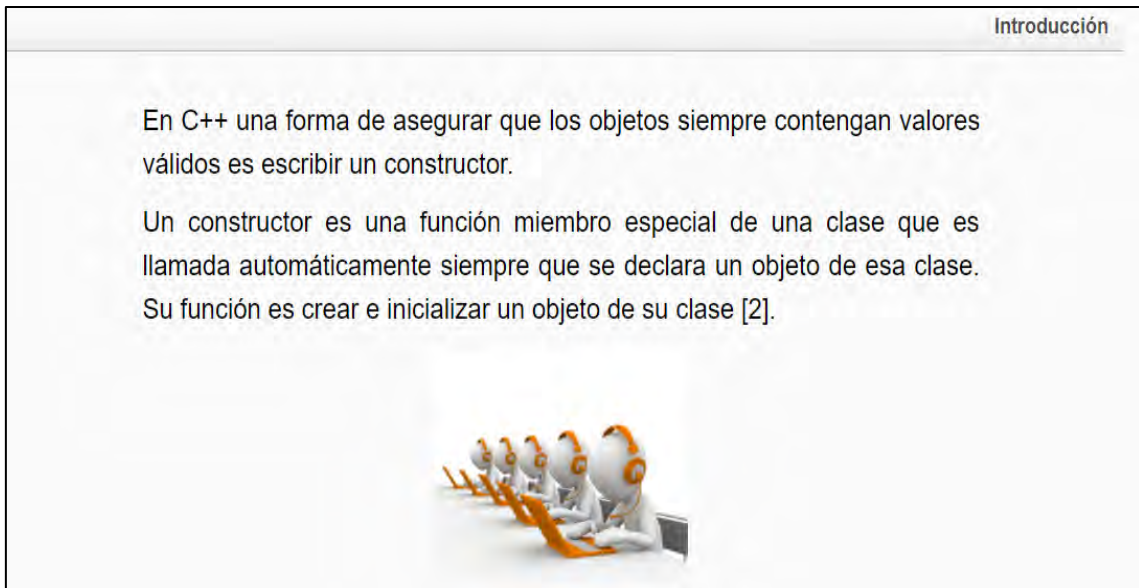 Introducción
En C++ una forma de asegurar que los objetos siempre contengan valores
válidos es escribir un constructor.
Un constructor es una función miembro especial de una clase que es
llamada automáticamente siempre que se declara un objeto de esa clase.
Su función es crear e inicializar un objeto de su clase [2].